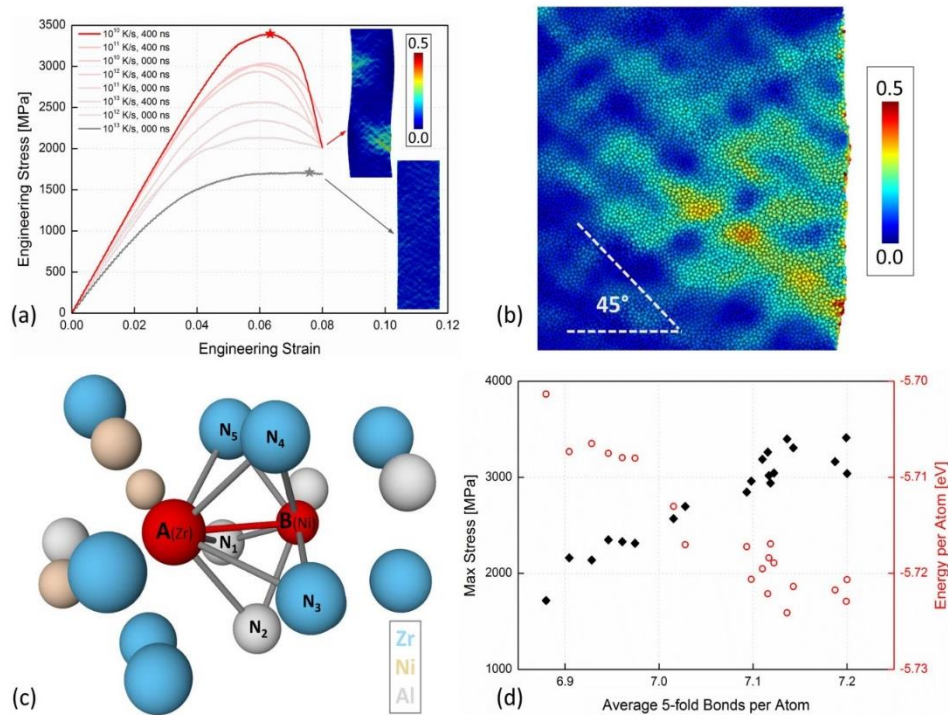 3500
3000
2500
2000
1500
1000
500
0
Engineering Stress [MPa]
10¹⁰ K/s, 400 ns
10¹¹ K/s, 400 ns
10¹⁰ K/s, 000 ns
10¹² K/s, 400 ns
10¹¹ K/s, 000 ns
10¹³ K/s, 400 ns
10¹² K/s, 000 ns
10¹³ K/s, 000 ns
0.5
0.0
0.00 0.02 0.04 0.06 0.08 0.10 0.12
Engineering Strain
(a)
45°
0.5
0.0
(b)
N₅
N₄
A(Zr)
B(Ni)
N₁
N₃
N₂
Zr
Ni
Al
(c)
4000
3000
2000
1000
Max Stress [MPa]
-5.70
-5.71
-5.72
-5.73
Energy per Atom [eV]
6.9 7.0 7.1 7.2
Average 5-fold Bonds per Atom
(d)